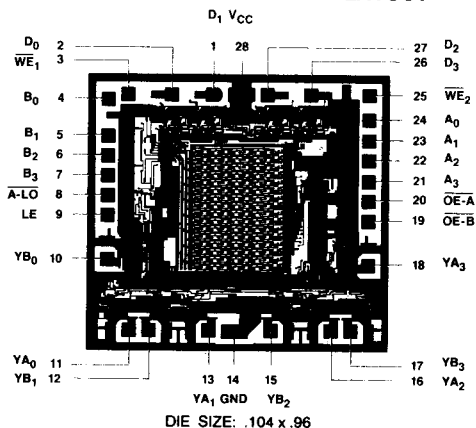 D1 VCC
D0 2 1 28 27 D2
WE1 3 26 D3
B0 4 25 WE2
24 A0
B1 5 23 A1
B2 6 22 A2
B3 7 21 A3
A-LO 8 20 OE-A
LE 9 19 OE-B
YB0 10 18 YA3
YA0 11 17 YB3
YB1 12 13 14 15 16 YA2
YA1 GND YB2
DIE SIZE: .104 x .96